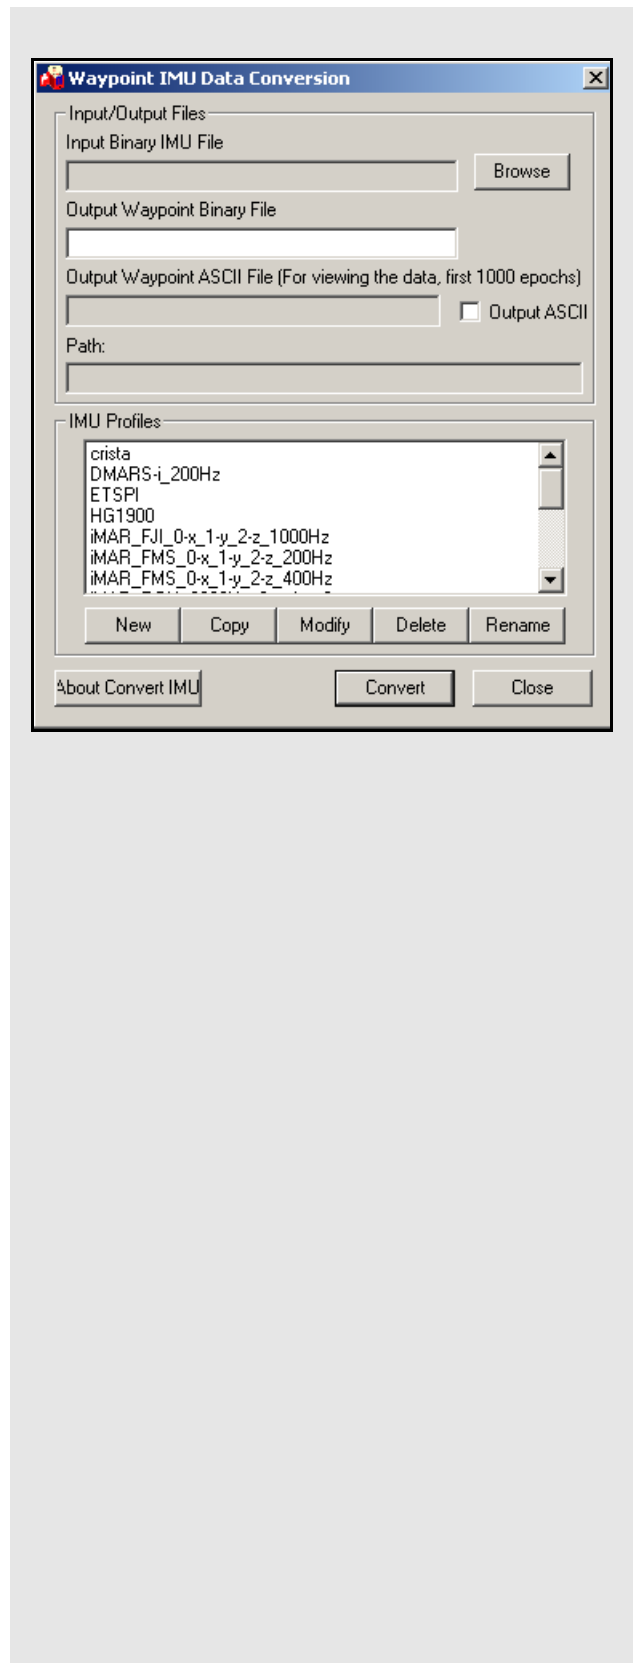 Waypoint IMU Data Conversion
Input/Output Files
Input Binary IMU File
Browse
Output Waypoint Binary File
Output Waypoint ASCII File (For viewing the data, first 1000 epochs)
Output ASCII
Path:
IMU Profiles
crista
DMARS-i_200Hz
ETSPI
HG1900
iMAR_FJI_0-x_1-y_2-z_1000Hz
iMAR_FMS_0-x_1-y_2-z_200Hz
iMAR_FMS_0-x_1-y_2-z_400Hz
New Copy Modify Delete Rename
About Convert IMU Convert Close